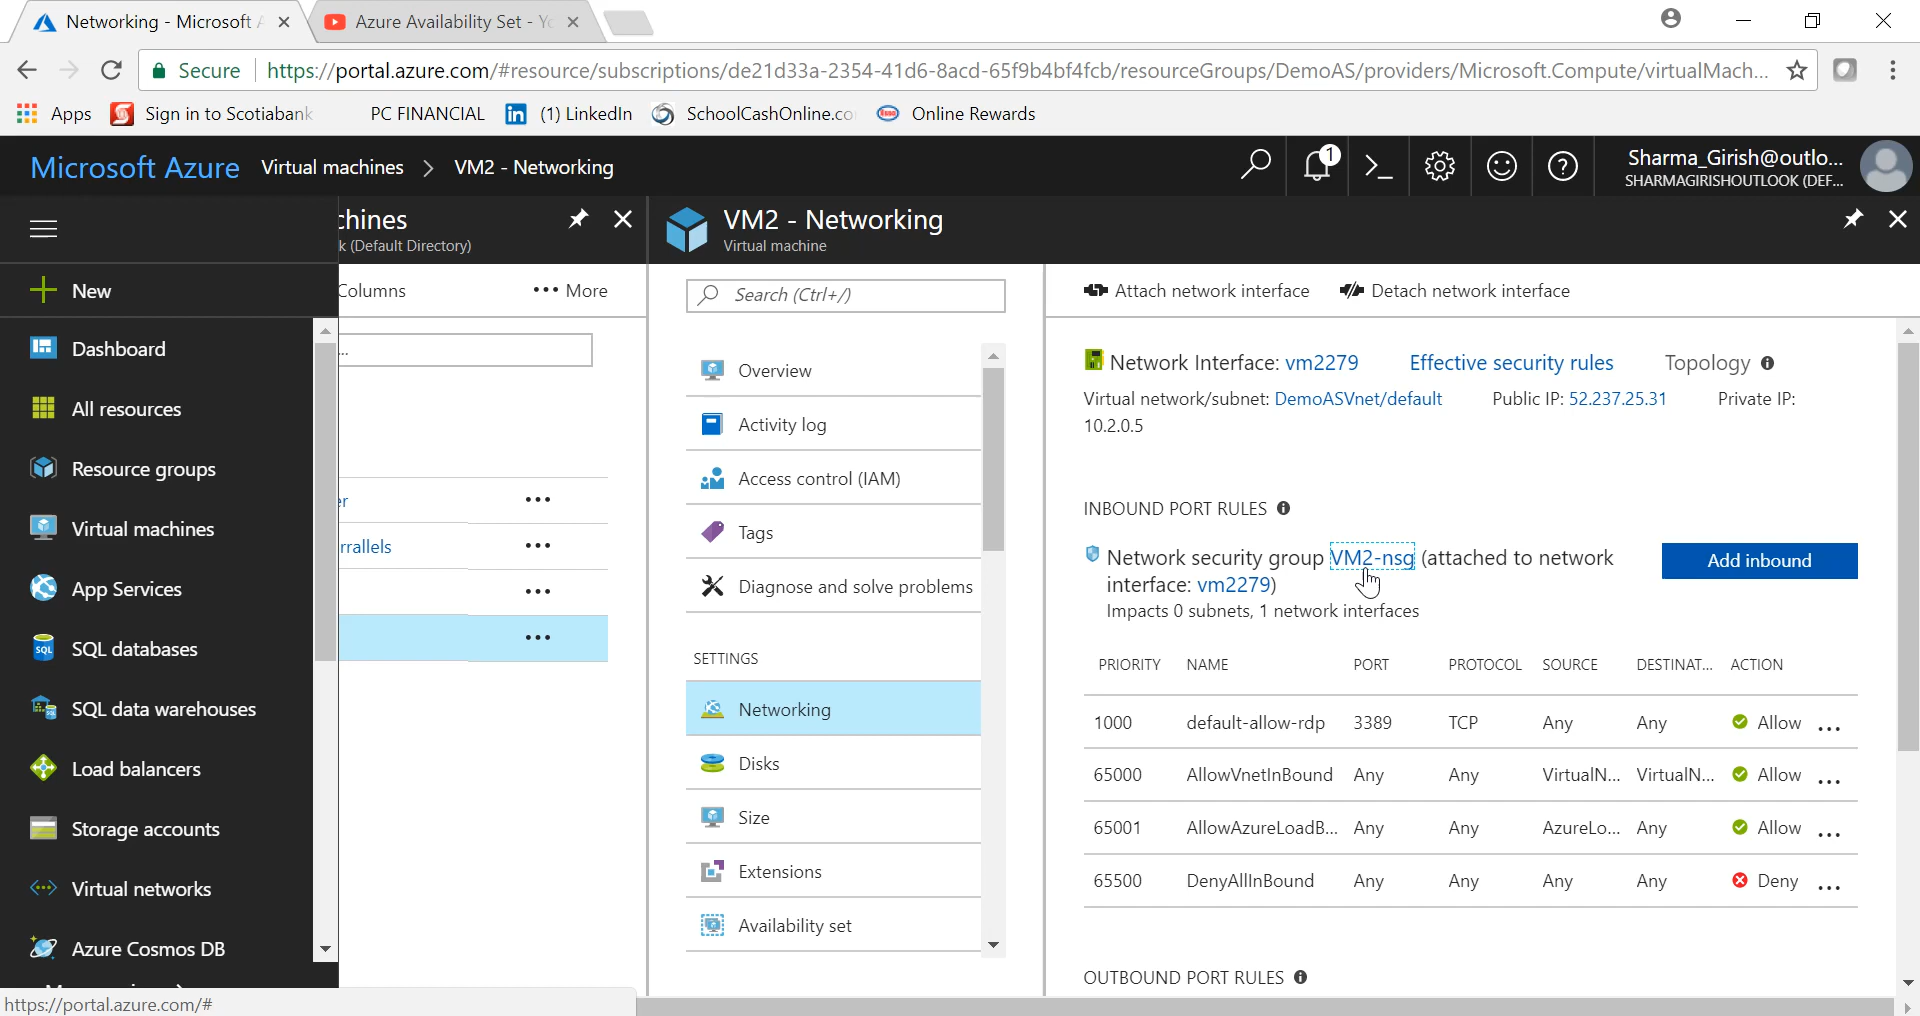 Networking - Microsoft A
Azure Availability Set - Yo
Secure
https://portal.azure.com/#resource/subscriptions/de21d33a-2354-41d6-8acd-65f9b4bf4fcb/resourceGroups/DemoAS/providers/Microsoft.Compute/virtualMach...
Apps
Sign in to Scotiabank
PC FINANCIAL
(1) LinkedIn
SchoolCashOnline.co
Online Rewards
Microsoft Azure
Virtual machines > VM2 - Networking
1
Sharma_Girish@outlo...
SHARMAGIRISHOUTLOOK (DEF...
New
Dashboard
All resources
Resource groups
Virtual machines
App Services
SQL databases
SQL data warehouses
Load balancers
Storage accounts
Virtual networks
Azure Cosmos DB
chines
k (Default Directory)
Columns
••• More
...
er
rrallels
VM2 - Networking
Virtual machine
Search (Ctrl+/)
Overview
Activity log
Access control (IAM)
Tags
Diagnose and solve problems
SETTINGS
Networking
Disks
Size
Extensions
Availability set
Attach network interface
Detach network interface
Network Interface: vm2279
Effective security rules
Topology
Virtual network/subnet: DemoASVnet/default
Public IP: 52.237.25.31
Private IP:
10.2.0.5
INBOUND PORT RULES
Network security group VM2-nsg (attached to network
interface: vm2279)
Impacts 0 subnets, 1 network interfaces
Add inbound
PRIORITY NAME PORT PROTOCOL SOURCE DESTINAT... ACTION
1000 default-allow-rdp 3389 TCP Any Any Allow ...
65000 AllowVnetInBound Any Any VirtualN... VirtualN... Allow ...
65001 AllowAzureLoadB... Any Any AzureLo... Any Allow ...
65500 DenyAllInBound Any Any Any Any Deny ...
OUTBOUND PORT RULES
https://portal.azure.com/#